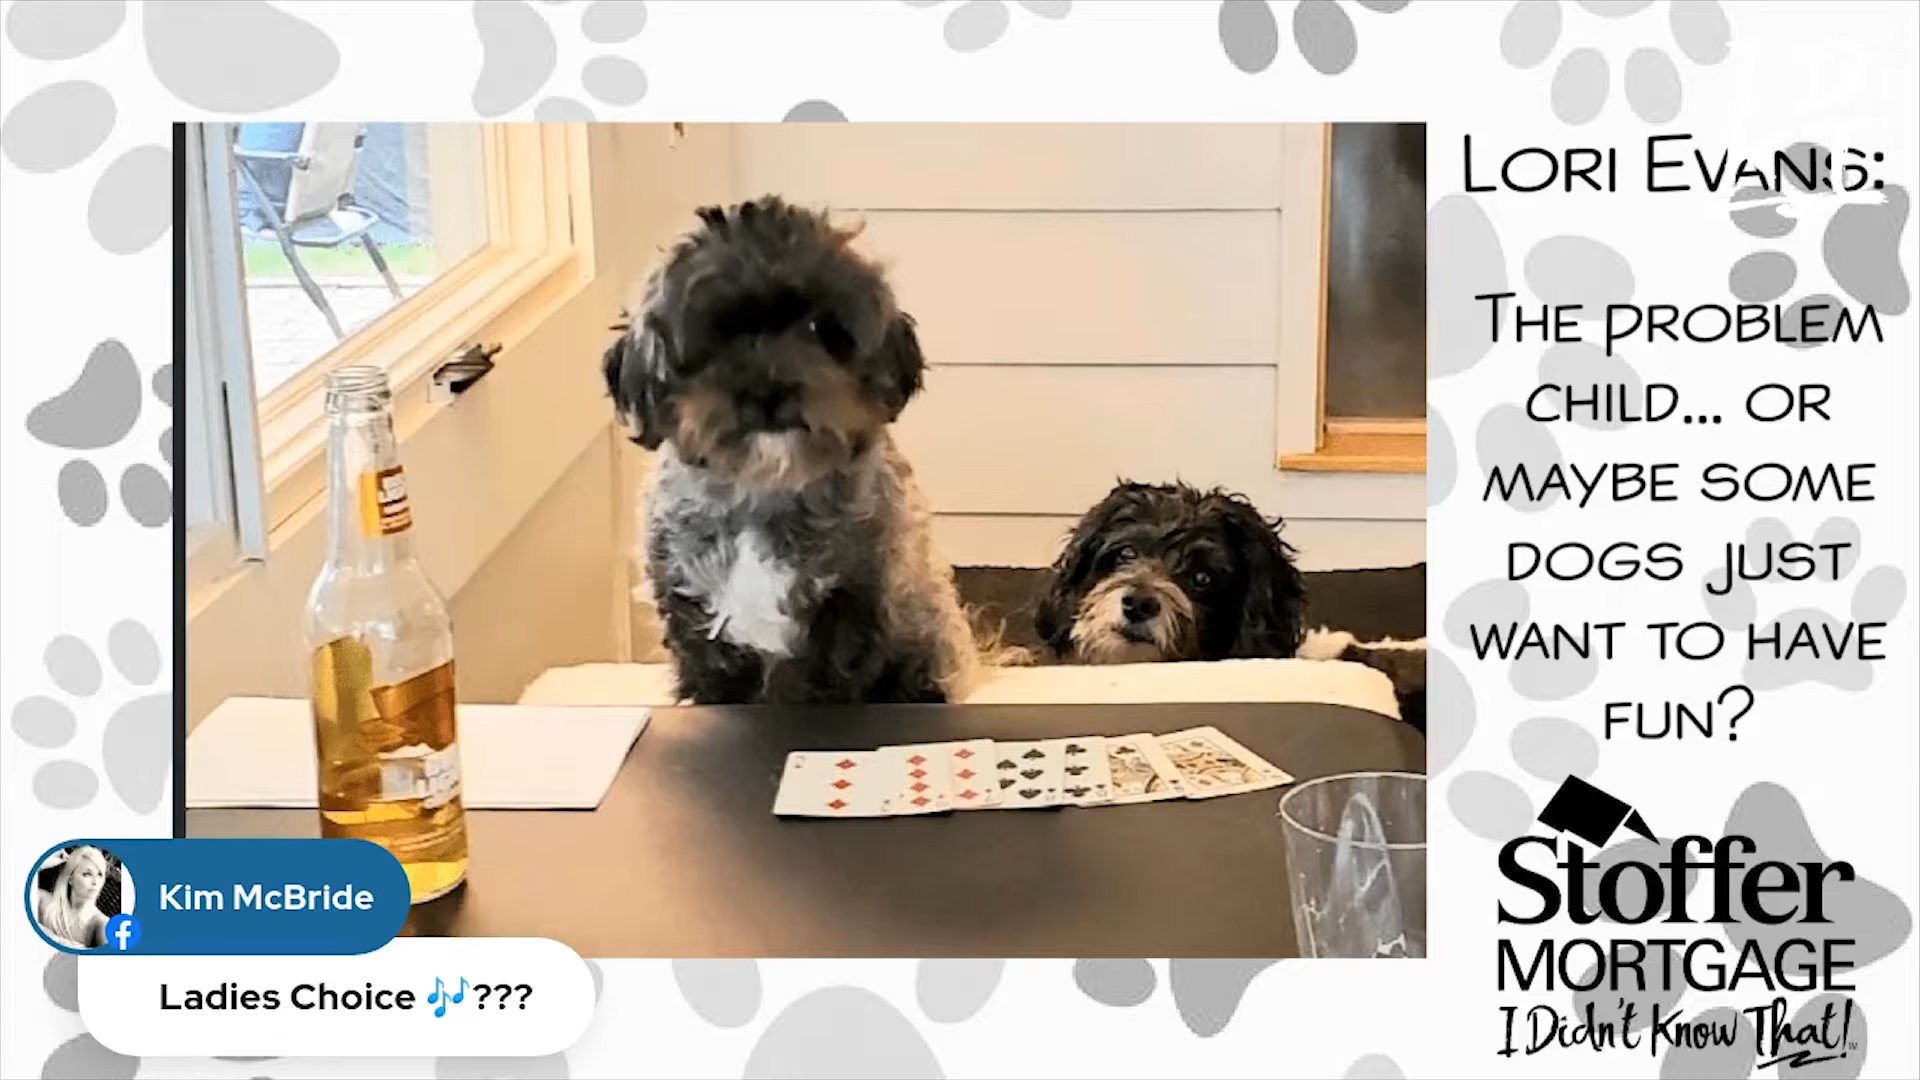 LORI EVANS:
THE PROBLEM
CHILD... OR
MAYBE SOME
DOGS JUST
WANT TO HAVE
FUN?
Stoffer
MORTGAGE
I Didn't Know That!
Kim McBride
Ladies Choice 🎶???